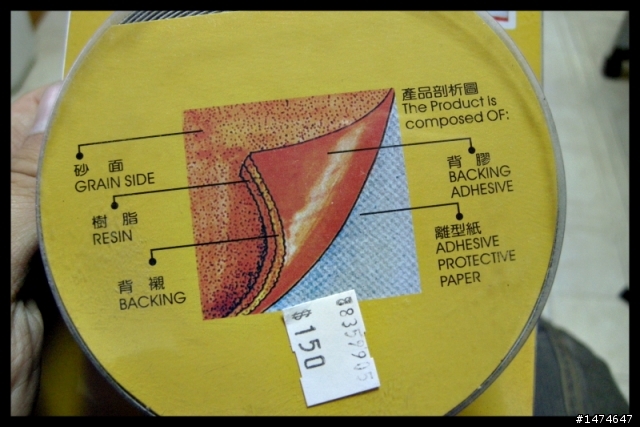 產品剖析圖
The Product is
composed OF:
砂 面
GRAIN SIDE
樹 脂
RESIN
背 襯
BACKING
背 膠
BACKING
ADHESIVE
離型紙
ADHESIVE
PROTECTIVE
PAPER
$150
#1474647